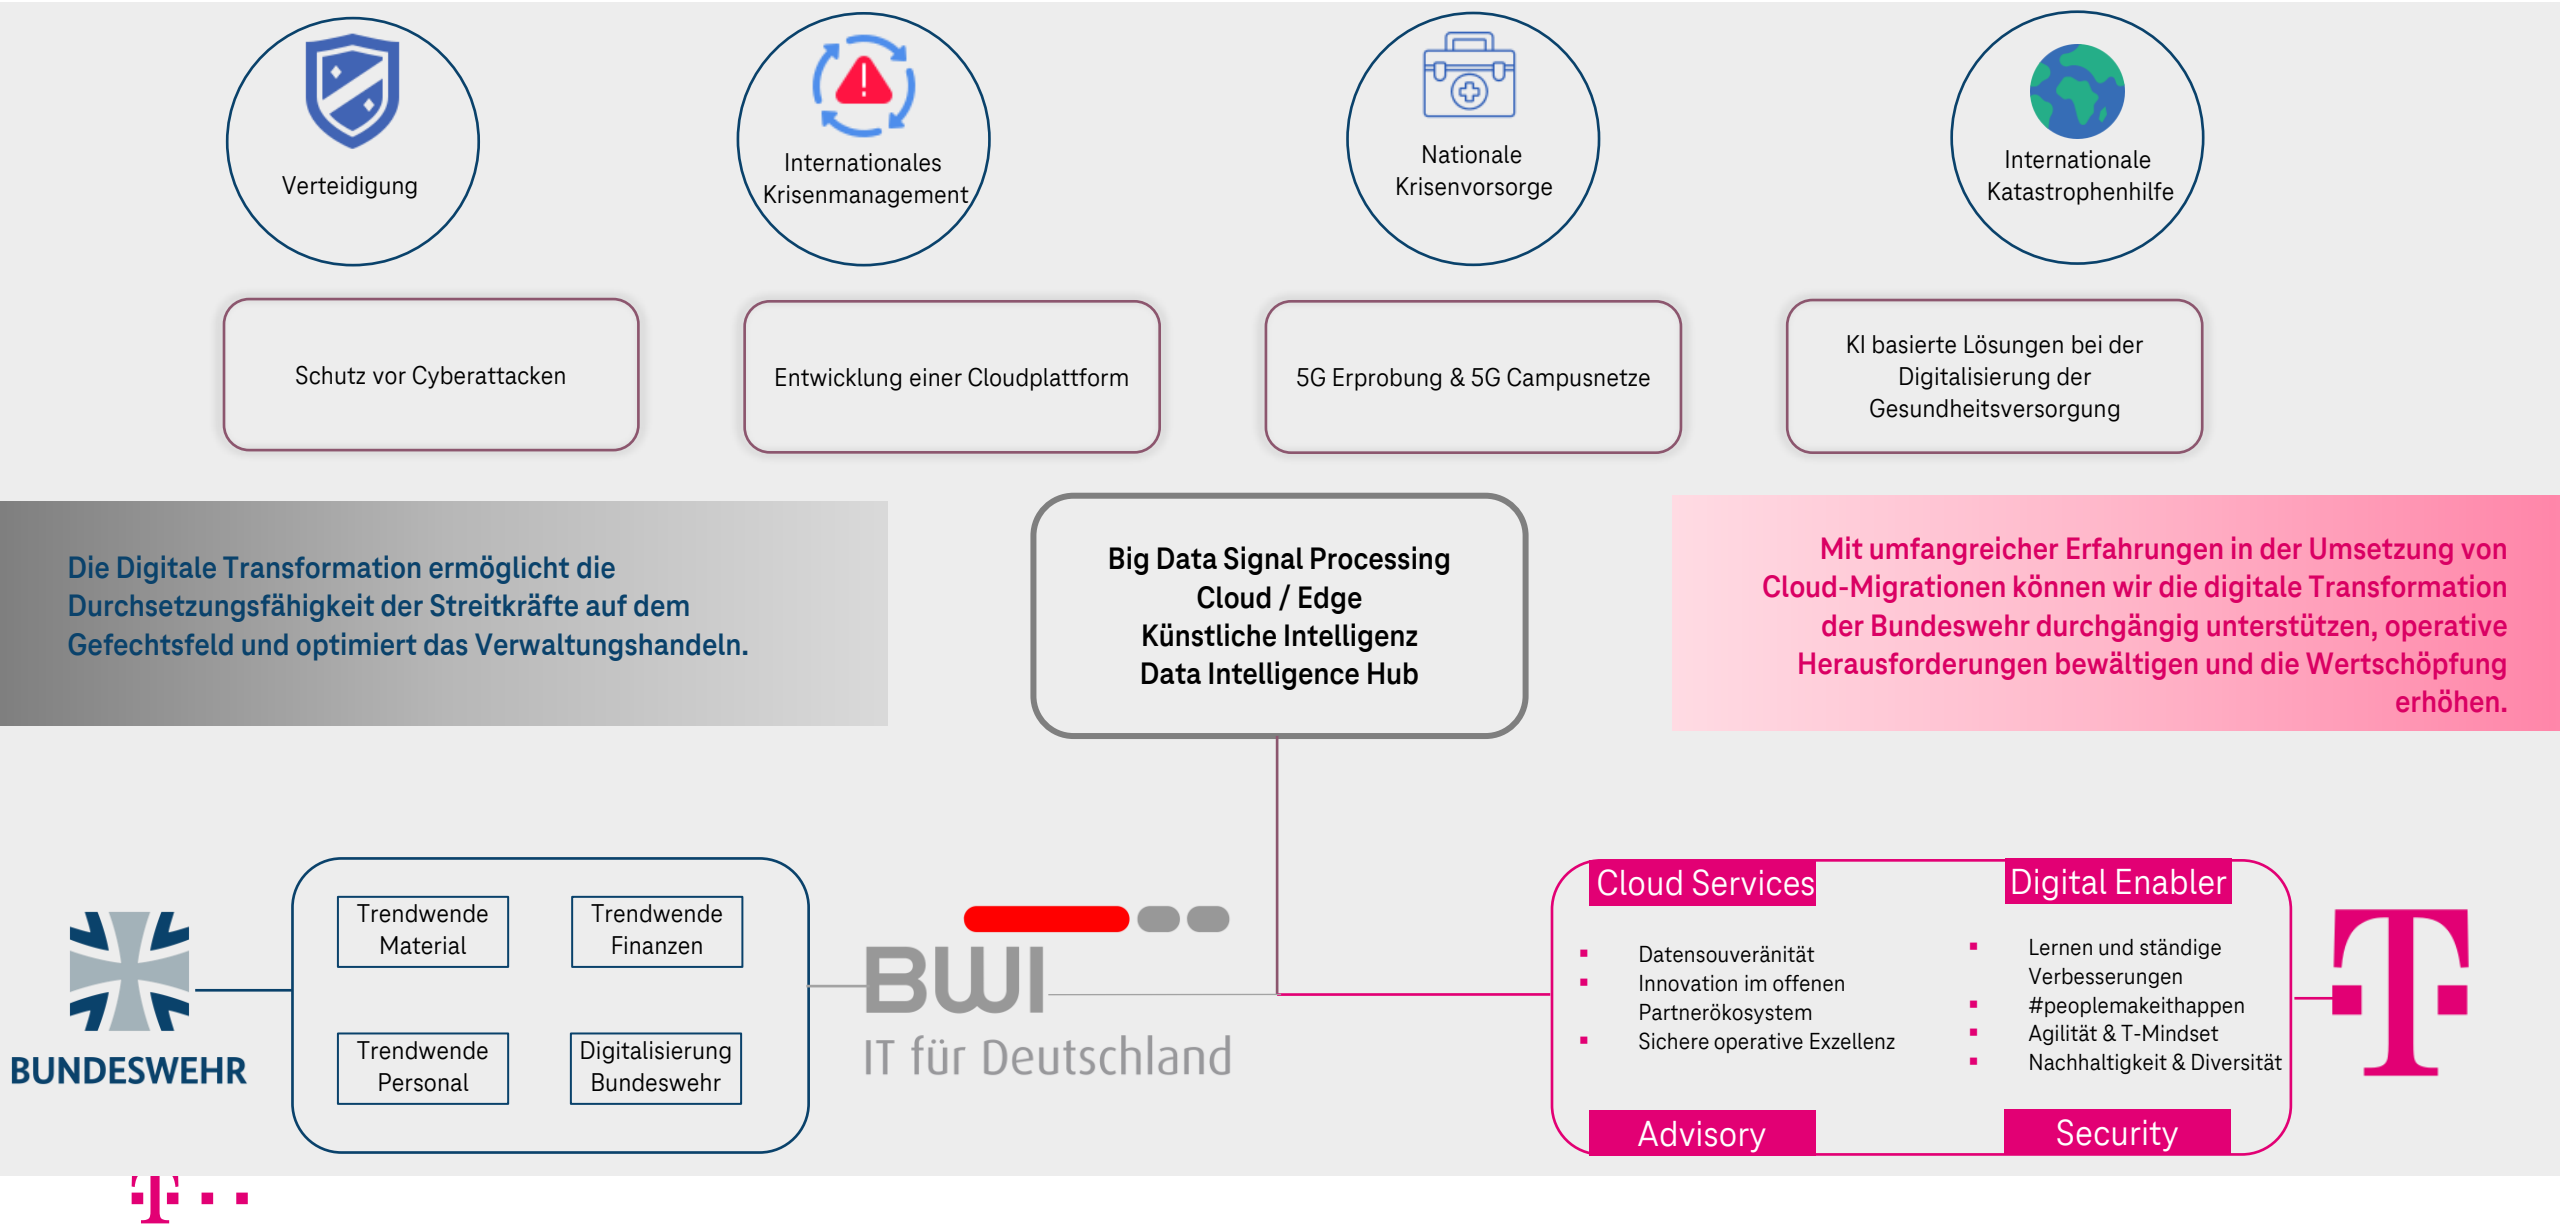 Verteidigung
Internationales
Krisenmanagement
Nationale
Krisenvorsorge
Internationale
Katastrophenhilfe
Schutz vor Cyberattacken
Entwicklung einer Cloudplattform
5G Erprobung & 5G Campusnetze
KI basierte Lösungen bei der
Digitalisierung der
Gesundheitsversorgung
Die Digitale Transformation ermöglicht die
Durchsetzungsfähigkeit der Streitkräfte auf dem
Gefechtsfeld und optimiert das Verwaltungshandeln.
Big Data Signal Processing
Cloud / Edge
Künstliche Intelligenz
Data Intelligence Hub
Mit umfangreicher Erfahrungen in der Umsetzung von
Cloud-Migrationen können wir die digitale Transformation
der Bundeswehr durchgängig unterstützen, operative
Herausforderungen bewältigen und die Wertschöpfung
erhöhen.
BUNDESWEHR
Trendwende
Material
Trendwende
Finanzen
Trendwende
Personal
Digitalisierung
Bundeswehr
BWI
IT für Deutschland
Cloud Services
▪ Datensouveränität
▪ Innovation im offenen
Partnerökosystem
▪ Sichere operative Exzellenz
Advisory
Digital Enabler
▪ Lernen und ständige
Verbesserungen
▪ #peoplemakeithappen
▪ Agilität & T-Mindset
▪ Nachhaltigkeit & Diversität
Security
T
T